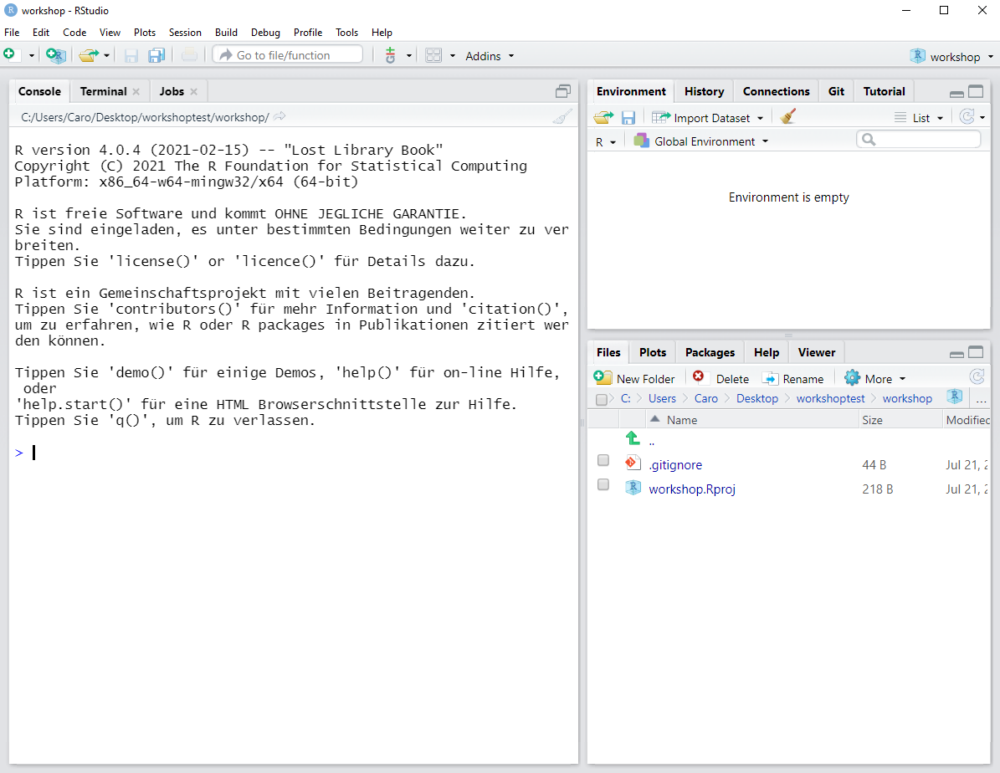 workshop - RStudio
File Edit Code View Plots Session Build Debug Profile Tools Help
Go to file/function Addins workshop
Console Terminal Jobs
C:/Users/Caro/Desktop/workshoptest/workshop/
R version 4.0.4 (2021-02-15) -- "Lost Library Book"
Copyright (C) 2021 The R Foundation for Statistical Computing
Platform: x86_64-w64-mingw32/x64 (64-bit)
R ist freie Software und kommt OHNE JEGLICHE GARANTIE.
Sie sind eingeladen, es unter bestimmten Bedingungen weiter zu ver
breiten.
Tippen Sie 'license()' or 'licence()' für Details dazu.
R ist ein Gemeinschaftsprojekt mit vielen Beitragenden.
Tippen Sie 'contributors()' für mehr Information und 'citation()',
um zu erfahren, wie R oder R packages in Publikationen zitiert wer
den können.
Tippen Sie 'demo()' für einige Demos, 'help()' für on-line Hilfe,
oder
'help.start()' für eine HTML Browserschnittstelle zur Hilfe.
Tippen Sie 'q()', um R zu verlassen.
>
Environment History Connections Git Tutorial
Import Dataset List
R Global Environment
Environment is empty
Files Plots Packages Help Viewer
New Folder Delete Rename More
C: Users Caro Desktop workshoptest workshop ...
Name Size Modified
..
.gitignore 44 B Jul 21, 2
workshop.Rproj 218 B Jul 21, 2